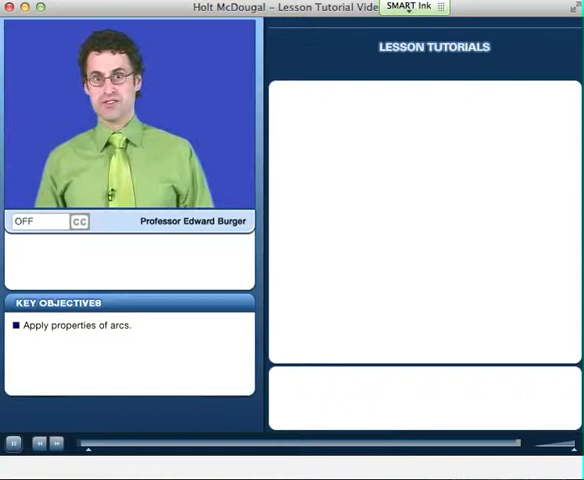 Holt McDougal – Lesson Tutorial Vide
SMART Ink
LESSON TUTORIALS
OFF
CC
Professor Edward Burger
KEY OBJECTIVES
Apply properties of arcs.